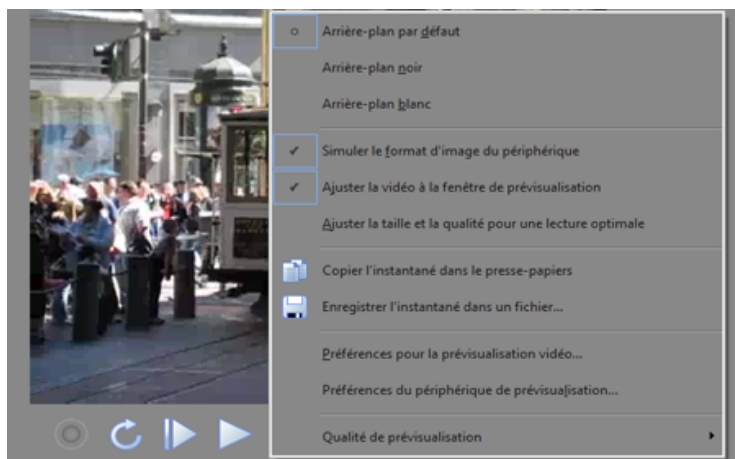 Arrière-plan par défaut
Arrière-plan noir
Arrière-plan blanc
Simuler le format d'image du périphérique
Ajuster la vidéo à la fenêtre de prévisualisation
Ajuster la taille et la qualité pour une lecture optimale
Copier l'instantané dans le presse-papiers
Enregistrer l'instantané dans un fichier...
Préférences pour la prévisualisation vidéo...
Préférences du périphérique de prévisualisation...
Qualité de prévisualisation